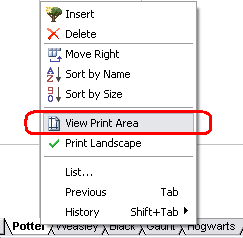 Insert
Delete
Move Right
Sort by Name
Sort by Size
View Print Area
Print Landscape
List...
Previous Tab
History Shift+Tab
Potter Weasley Black Gaunt Hogwarts